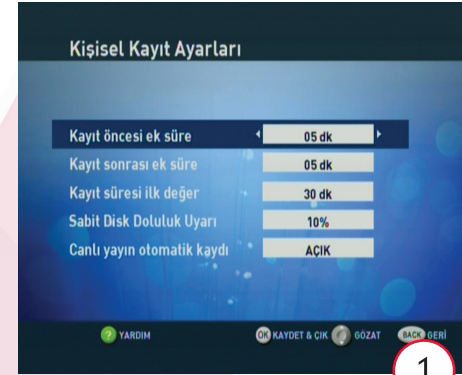 Kişisel Kayıt Ayarları
Kayıt öncesi ek süre 05 dk
Kayıt sonrası ek süre 05 dk
Kayıt süresi ilk değer 30 dk
Sabit Disk Doluluk Uyarı 10%
Canlı yayın otomatik kaydı AÇIK
? YARDIM OK KAYDET & ÇIK GÖZAT BACK GERİ
1